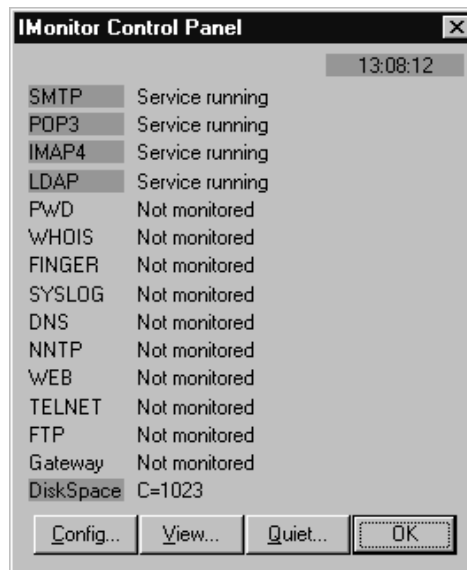 IMonitor Control Panel
13:08:12
SMTP Service running
POP3 Service running
IMAP4 Service running
LDAP Service running
PWD Not monitored
WHOIS Not monitored
FINGER Not monitored
SYSLOG Not monitored
DNS Not monitored
NNTP Not monitored
WEB Not monitored
TELNET Not monitored
FTP Not monitored
Gateway Not monitored
DiskSpace C=1023
Config... View... Quiet... OK